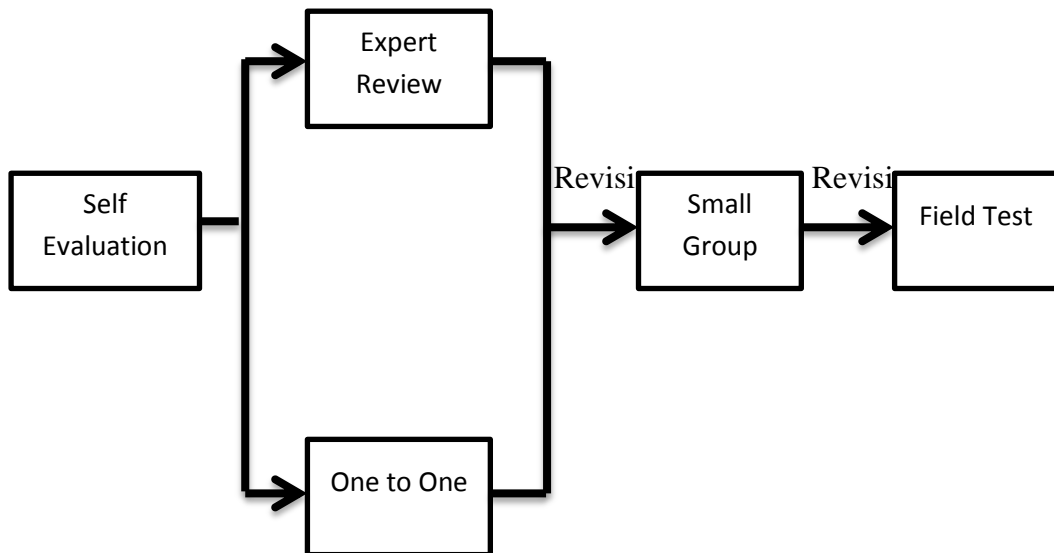 Expert
Review
Self
Evaluation
Revisi
Small
Group
Revisi
Field Test
One to One